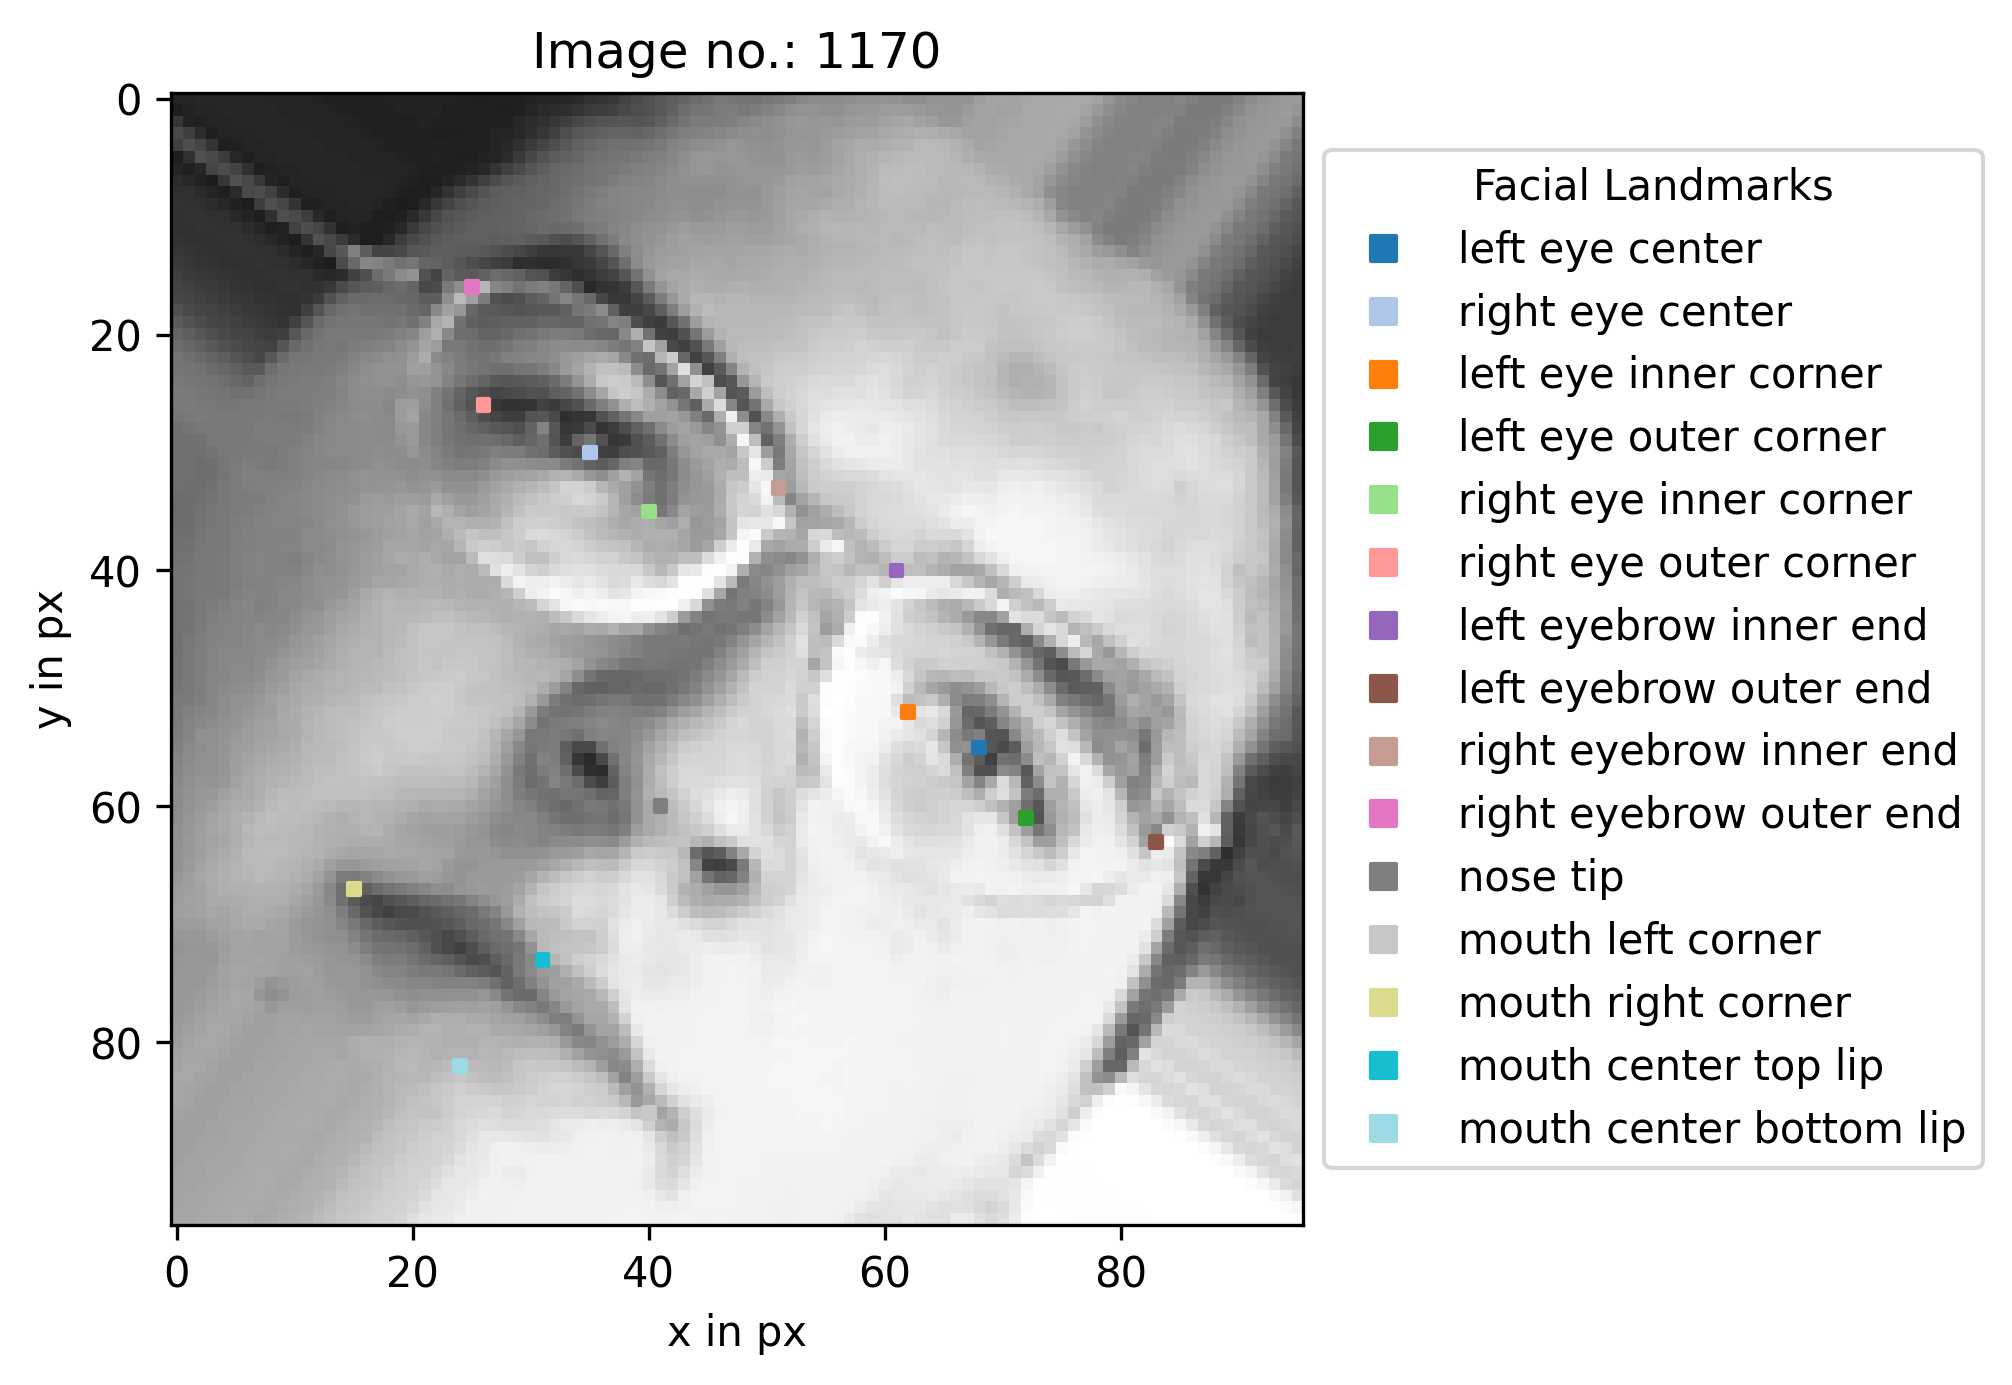 Image no.: 1170
0
20
40
60
80
y in px
0 20 40 60 80
x in px
Facial Landmarks
left eye center
right eye center
left eye inner corner
left eye outer corner
right eye inner corner
right eye outer corner
left eyebrow inner end
left eyebrow outer end
right eyebrow inner end
right eyebrow outer end
nose tip
mouth left corner
mouth right corner
mouth center top lip
mouth center bottom lip